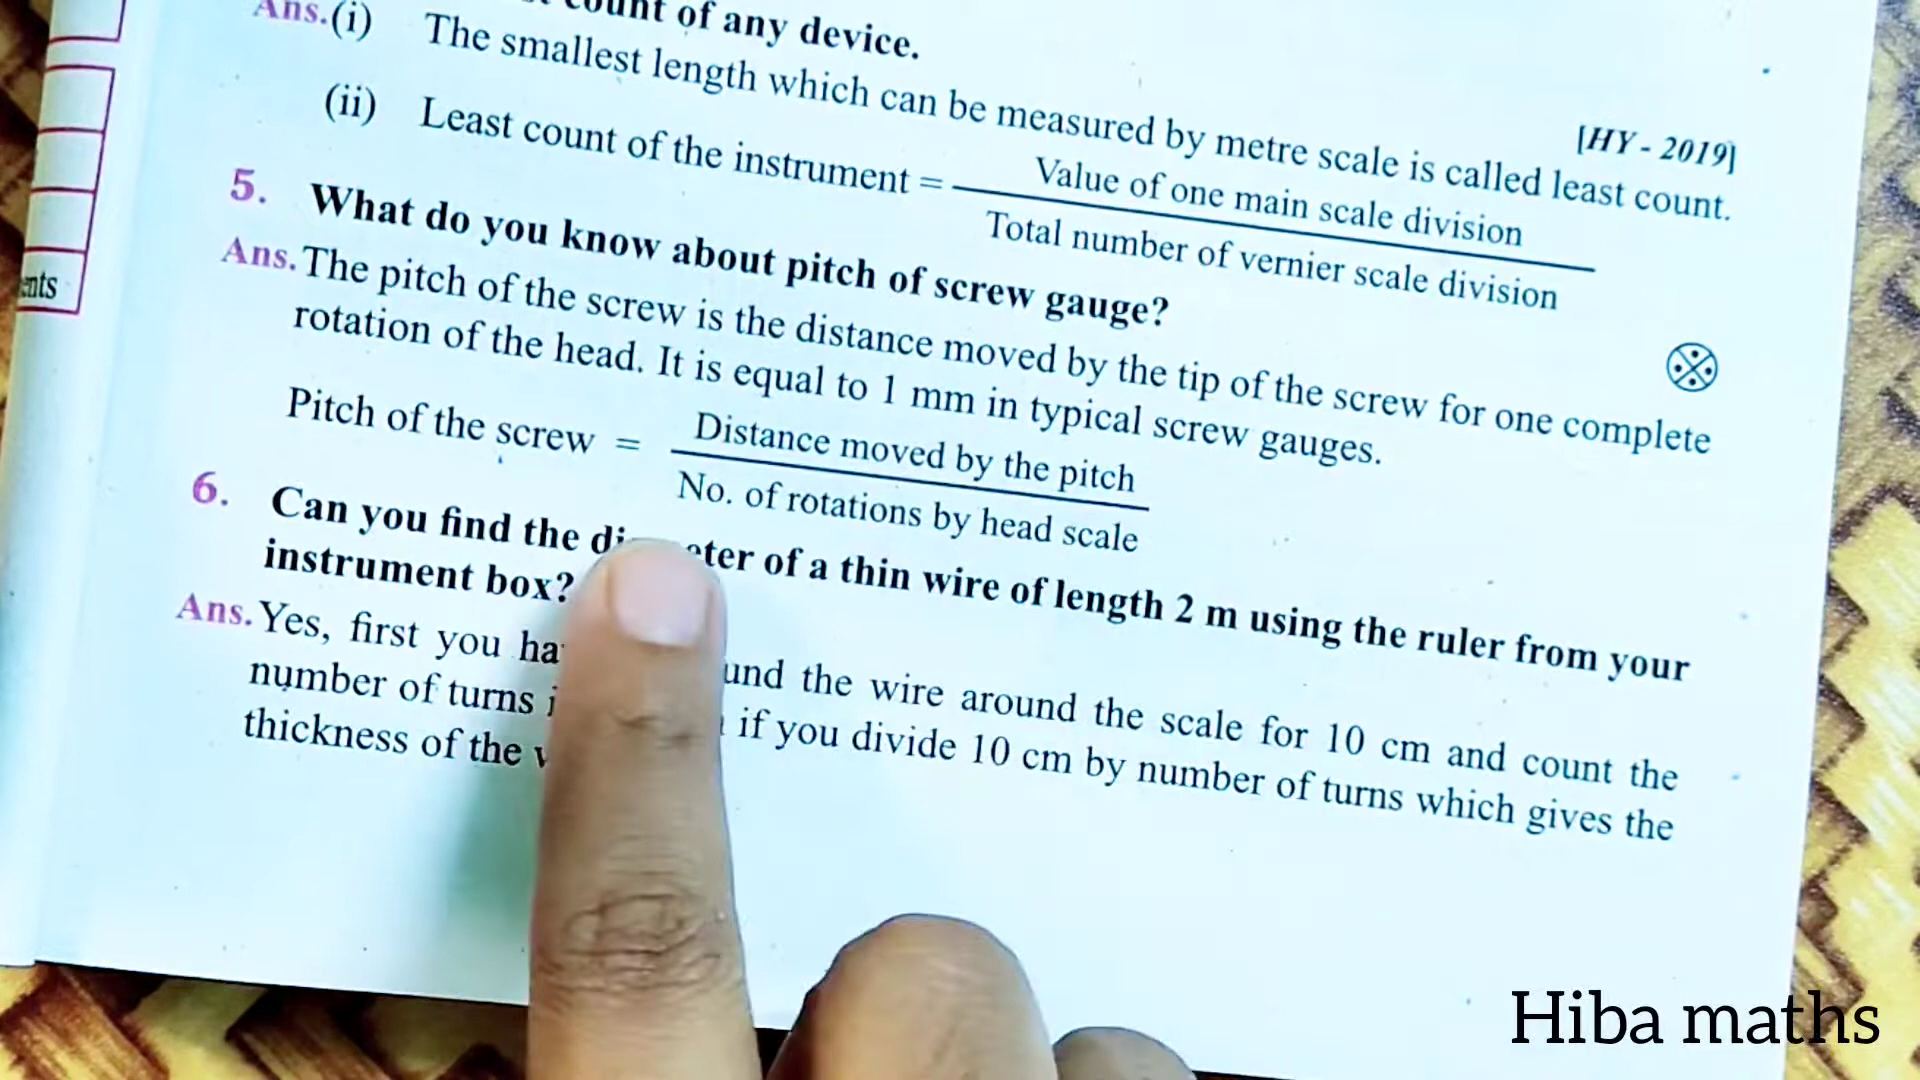 count of any device.
[HY - 2019]
Ans. (i) The smallest length which can be measured by metre scale is called least count.
(ii) Least count of the instrument = Value of one main scale division
Total number of vernier scale division
5. What do you know about pitch of screw gauge?
Ans. The pitch of the screw is the distance moved by the tip of the screw for one complete
rotation of the head. It is equal to 1 mm in typical screw gauges.
Pitch of the screw = Distance moved by the pitch
No. of rotations by head scale
6. Can you find the of a thin wire of length 2 m using the ruler from your
instrument box?
Ans. Yes, first you the wire around the scale for 10 cm and count the
number of turns if you divide 10 cm by number of turns which gives the
thickness of the
ents
Hiba maths